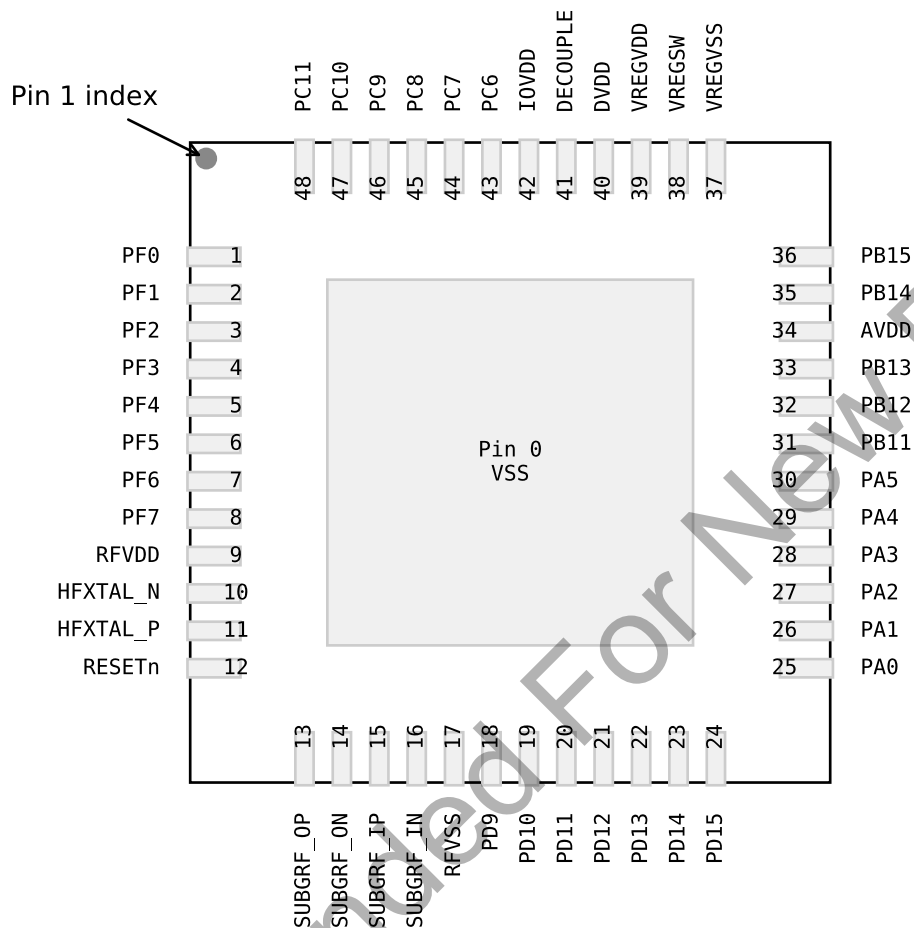 PC11
PC10
PC9
PC8
PC7
PC6
IOVDD
DECOUPLE
DVDD
VREGVDD
VREGSW
VREGVSS
Pin 1 index
48
47
46
45
44
43
42
41
40
39
38
37
PF0 1 36 PB15
PF1 2 35 PB14
PF2 3 34 AVDD
PF3 4 33 PB13
PF4 5 32 PB12
PF5 6 31 PB11
Pin 0
VSS
PF6 7 30 PA5
PF7 8 29 PA4
RFVDD 9 28 PA3
HFXTAL_N 10 27 PA2
HFXTAL_P 11 26 PA1
RESETn 12 25 PA0
13
14
15
16
17
18
19
20
21
22
23
24
SUBGRF_OP
SUBGRF_ON
SUBGRF_IP
SUBGRF_IN
RFVSS
PD9
PD10
PD11
PD12
PD13
PD14
PD15
For New